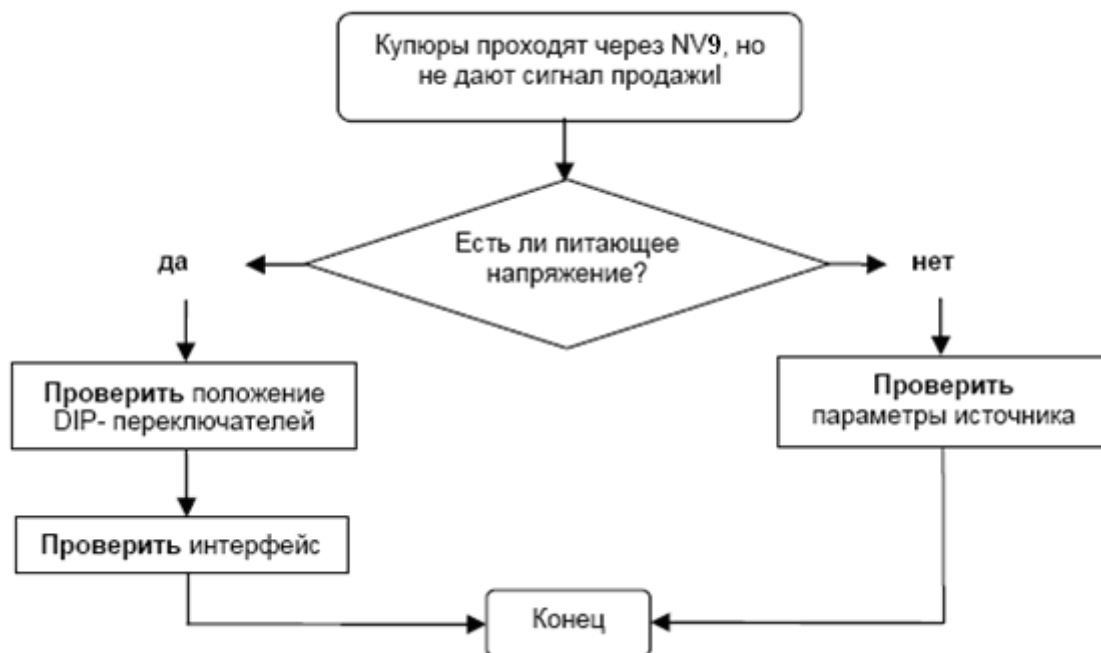 Купюры проходят через NV9, но
не дают сигнал продажи!
Есть ли питающее
напряжение?
да
нет
Проверить положение
DIP- переключателей
Проверить
параметры источника
Проверить интерфейс
Конец